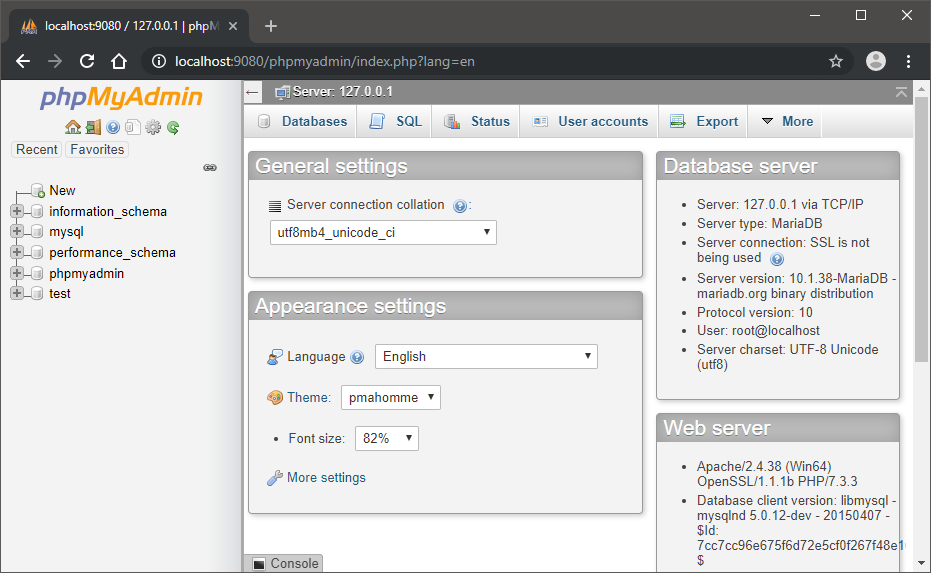 localhost:9080 / 127.0.0.1 | phpM
localhost:9080/phpmyadmin/index.php?lang=en
phpMyAdmin
Recent
Favorites
New
information_schema
mysql
performance_schema
phpmyadmin
test
Server: 127.0.0.1
Databases
SQL
Status
User accounts
Export
More
General settings
Server connection collation :
utf8mb4_unicode_ci
Appearance settings
Language
English
Theme:
pmahomme
Font size:
82%
More settings
Database server
Server: 127.0.0.1 via TCP/IP
Server type: MariaDB
Server connection: SSL is not
being used
Server version: 10.1.38-MariaDB -
mariadb.org binary distribution
Protocol version: 10
User: root@localhost
Server charset: UTF-8 Unicode
(utf8)
Web server
Apache/2.4.38 (Win64)
OpenSSL/1.1.1b PHP/7.3.3
Database client version: libmysql -
mysqlnd 5.0.12-dev - 20150407 -
$Id:
7cc7cc96e675f6d72e5cf0f267f48e1
$
Console